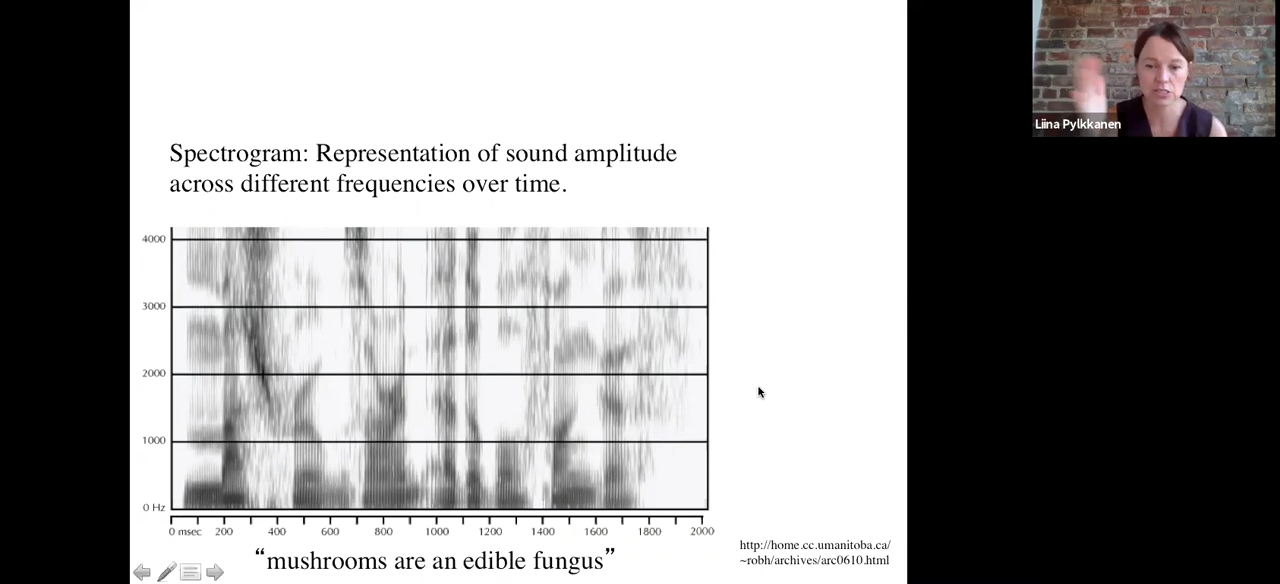 Liina Pylkkanen
Spectrogram: Representation of sound amplitude
across different frequencies over time.
4000
3000
2000
1000
0 Hz
0 msec 200 400 600 800 1000 1200 1400 1600 1800 2000
“mushrooms are an edible fungus”
http://home.cc.umanitoba.ca/
~robh/archives/arc0610.html